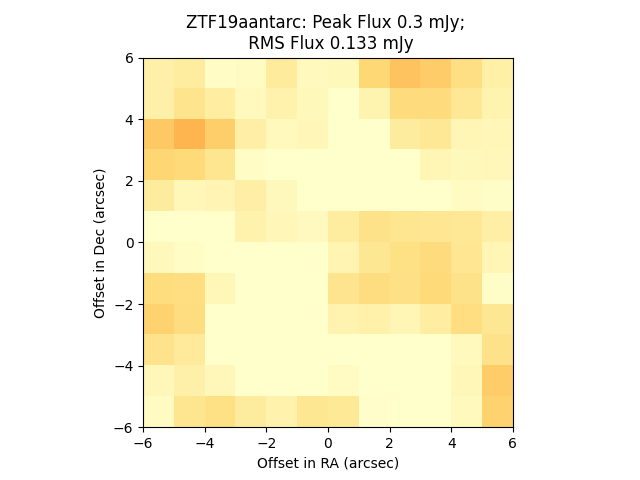 ZTF19aantarc: Peak Flux 0.3 mJy;
RMS Flux 0.133 mJy
6
4
2
0
−2
−4
−6
Offset in Dec (arcsec)
−6 −4 −2 0 2 4 6
Offset in RA (arcsec)